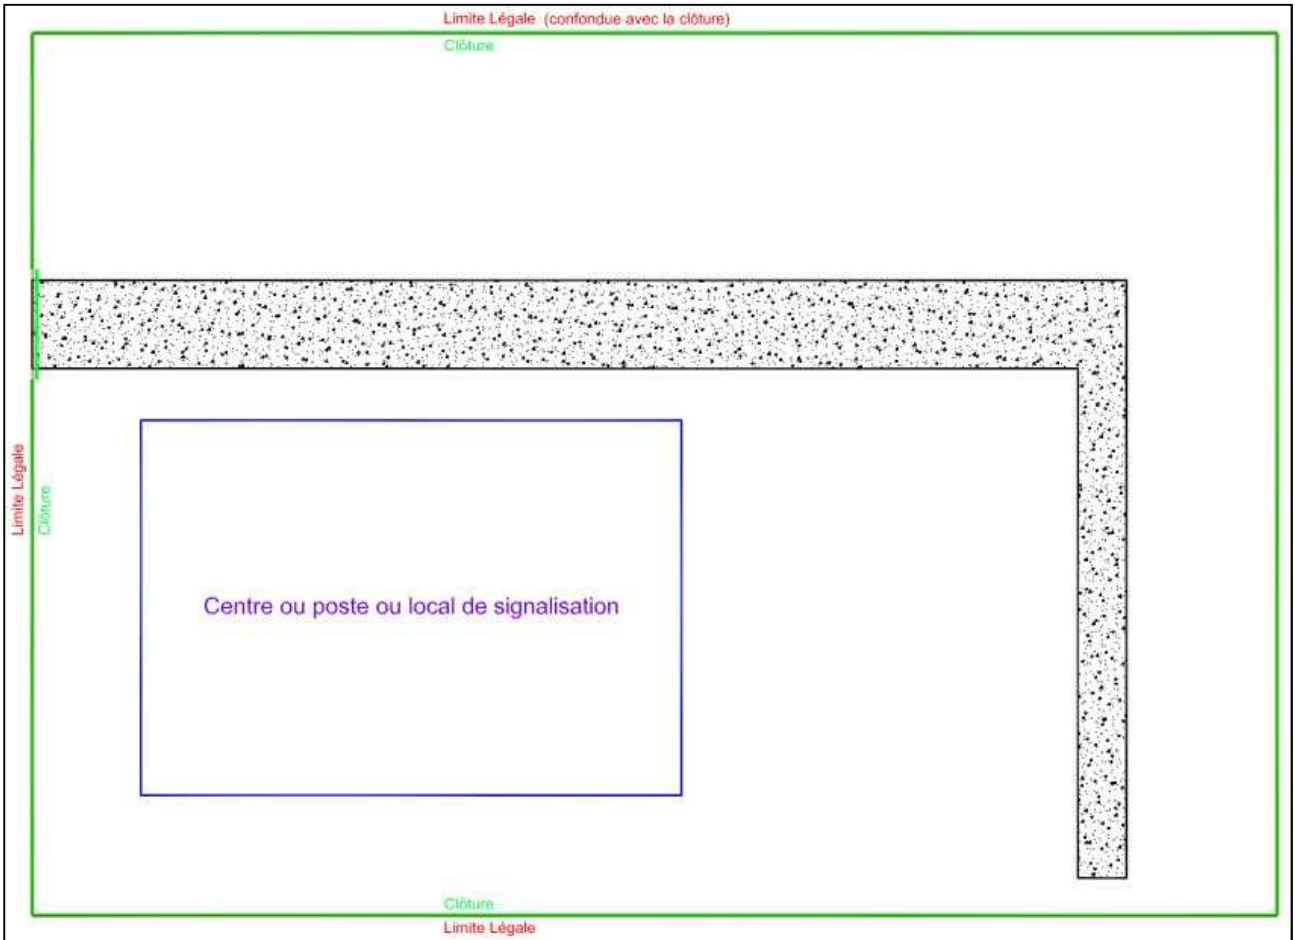 Limite Légale (confondue avec la clôture)
Clôture
Limite Légale
Clôture
Centre ou poste ou local de signalisation
Clôture
Limite Légale